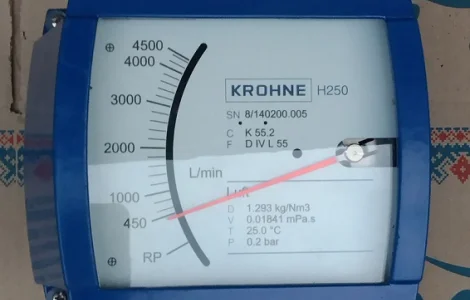 4500
4000
3000
2000
1000
450
RP
L/min
KROHNE H250
SN 8/140200.005
C K 55.2
F D IV L 55
Luft
D 1.293 kg/Nm3
V 0.01841 mPa.s
T 25.0 °C
P 0.2 bar